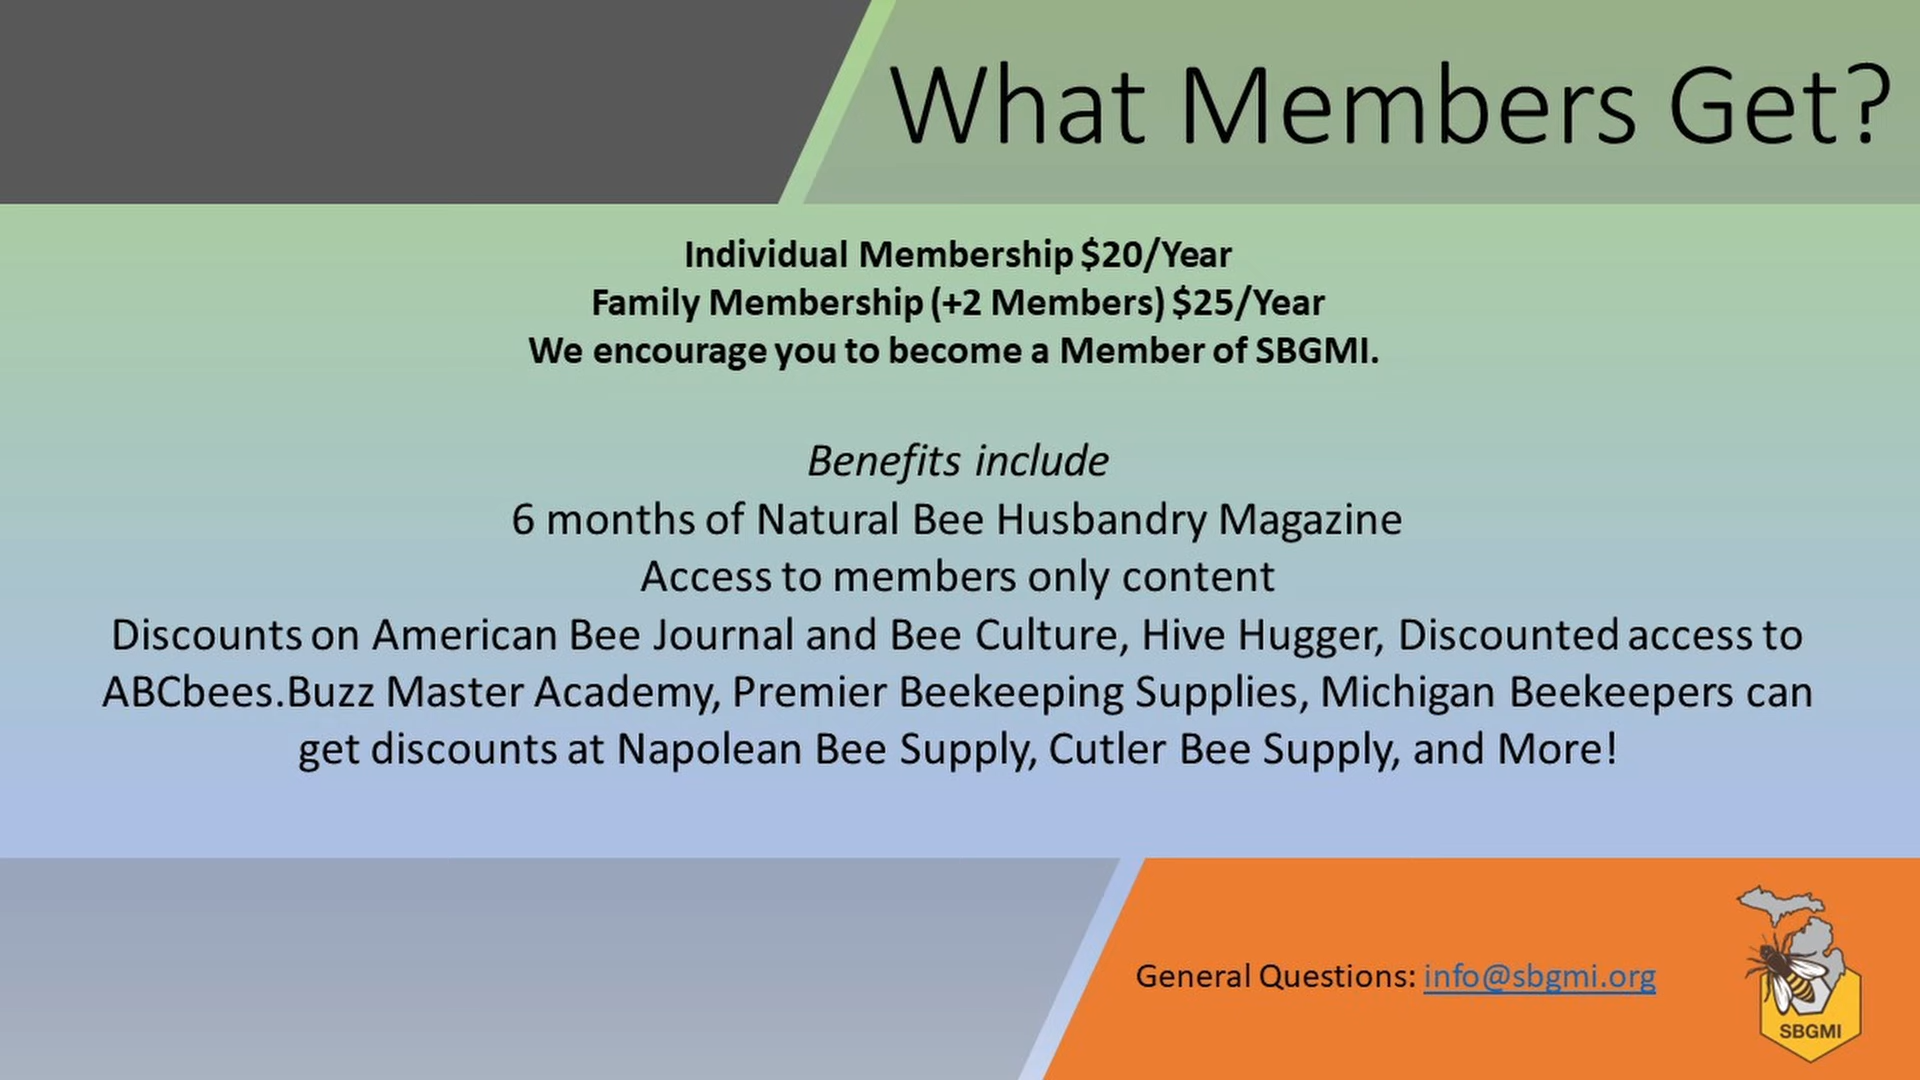 What Members Get?
Individual Membership $20/Year
Family Membership (+2 Members) $25/Year
We encourage you to become a Member of SBGMI.
Benefits include
6 months of Natural Bee Husbandry Magazine
Access to members only content
Discounts on American Bee Journal and Bee Culture, Hive Hugger, Discounted access to
ABCbees.Buzz Master Academy, Premier Beekeeping Supplies, Michigan Beekeepers can
get discounts at Napolean Bee Supply, Cutler Bee Supply, and More!
General Questions: info@sbgmi.org
SBGMI